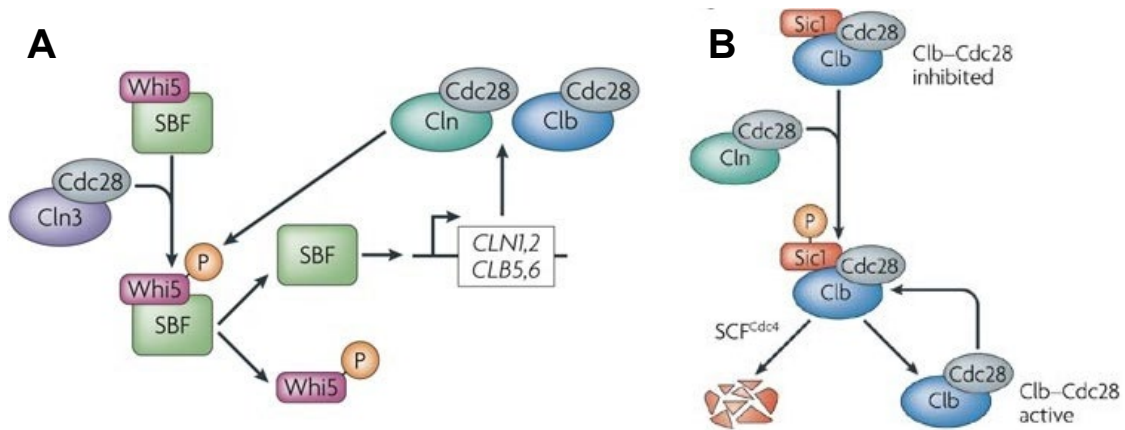 A
Whi5
SBF
Cdc28
Cln3
P
Whi5
SBF
SBF
P
Whi5
Cdc28
Cln
Cdc28
Clb
CLN1,2
CLB5,6
B
Sic1
Cdc28
Clb
Clb–Cdc28
inhibited
Cdc28
Cln
P
Sic1
Cdc28
Clb
SCFCdc4
Cdc28
Clb
Clb–Cdc28
active